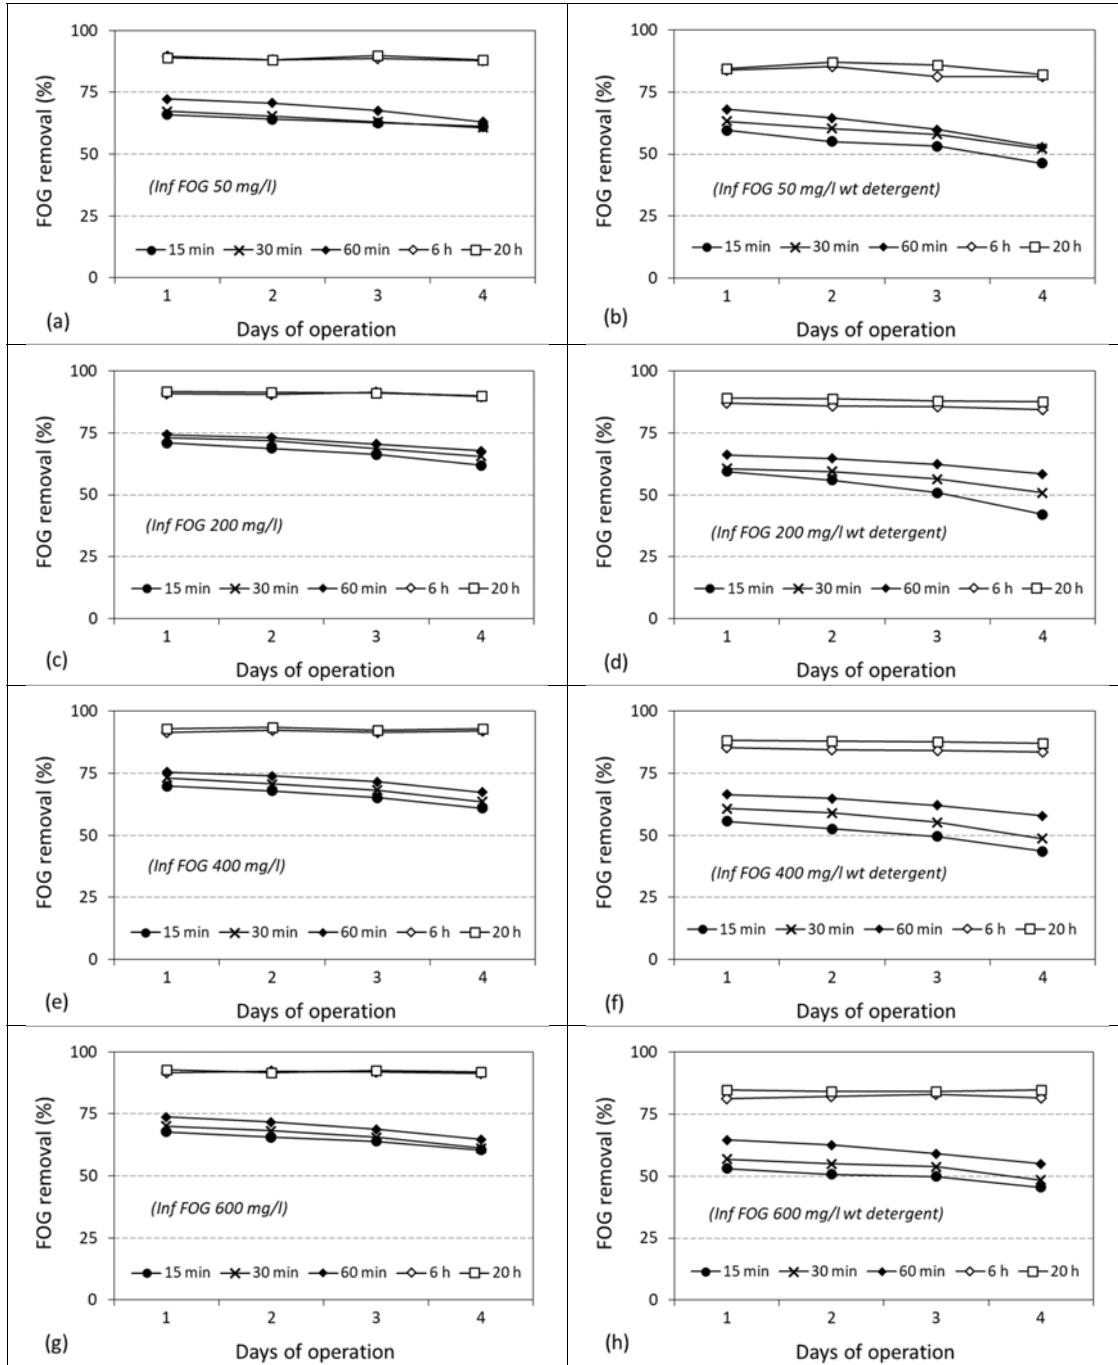 100
75
50
25
0
FOG removal (%)
(Inf FOG 50 mg/l)
15 min 30 min 60 min 6 h 20 h
1 2 3 4
(a)
Days of operation
100
75
50
25
0
FOG removal (%)
(Inf FOG 50 mg/l wt detergent)
15 min 30 min 60 min 6 h 20 h
1 2 3 4
(b)
Days of operation
100
75
50
25
0
FOG removal (%)
(Inf FOG 200 mg/l)
15 min 30 min 60 min 6 h 20 h
1 2 3 4
(c)
Days of operation
100
75
50
25
0
FOG removal (%)
(Inf FOG 200 mg/l wt detergent)
15 min 30 min 60 min 6 h 20 h
1 2 3 4
(d)
Days of operation
100
75
50
25
0
FOG removal (%)
(Inf FOG 400 mg/l)
15 min 30 min 60 min 6 h 20 h
1 2 3 4
(e)
Days of operation
100
75
50
25
0
FOG removal (%)
(Inf FOG 400 mg/l wt detergent)
15 min 30 min 60 min 6 h 20 h
1 2 3 4
(f)
Days of operation
100
75
50
25
0
FOG removal (%)
(Inf FOG 600 mg/l)
15 min 30 min 60 min 6 h 20 h
1 2 3 4
(g)
Days of operation
100
75
50
25
0
FOG removal (%)
(Inf FOG 600 mg/l wt detergent)
15 min 30 min 60 min 6 h 20 h
1 2 3 4
(h)
Days of operation